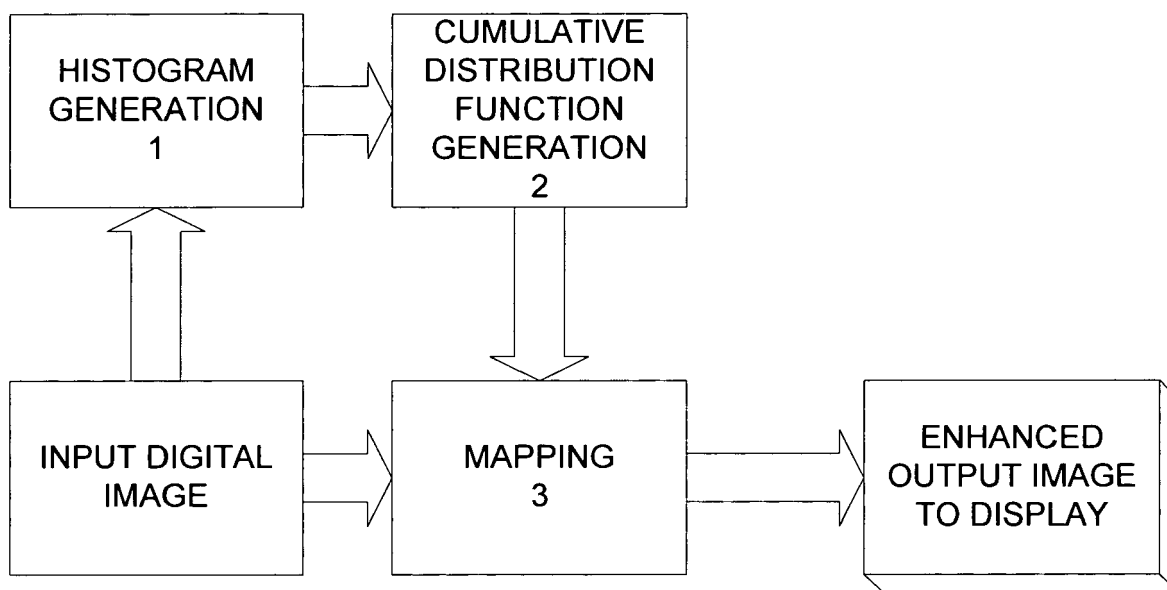 HISTOGRAM
GENERATION
1
CUMULATIVE
DISTRIBUTION
FUNCTION
GENERATION
2
INPUT DIGITAL
IMAGE
MAPPING
3
ENHANCED
OUTPUT IMAGE
TO DISPLAY